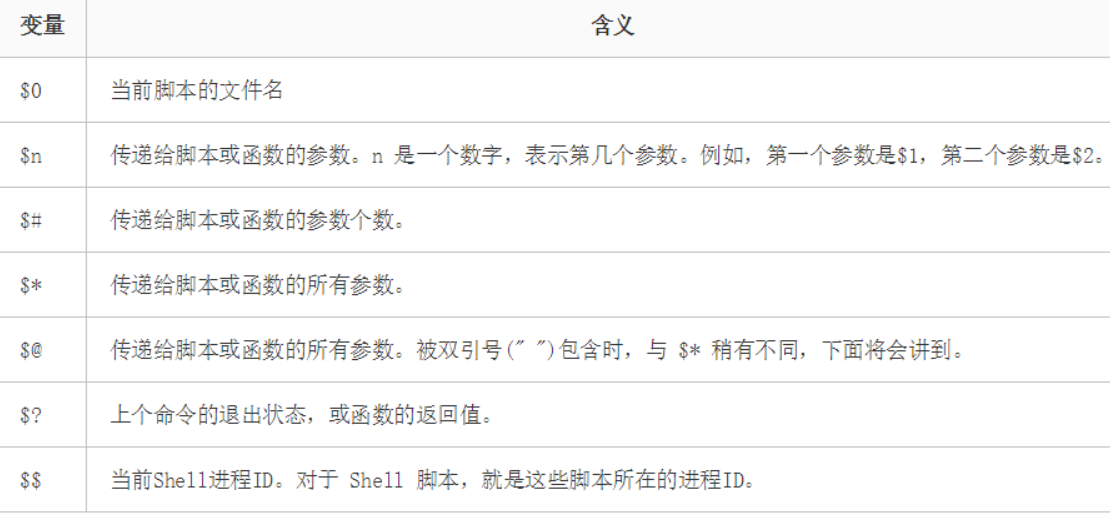 变量 含义
$0 当前脚本的文件名
$n 传递给脚本或函数的参数。n 是一个数字，表示第几个参数。例如，第一个参数是$1，第二个参数是$2。
$# 传递给脚本或函数的参数个数。
$* 传递给脚本或函数的所有参数。
$@ 传递给脚本或函数的所有参数。被双引号(" ")包含时，与 $* 稍有不同，下面将会讲到。
$? 上个命令的退出状态，或函数的返回值。
$$ 当前Shell进程ID。对于 Shell 脚本，就是这些脚本所在的进程ID。